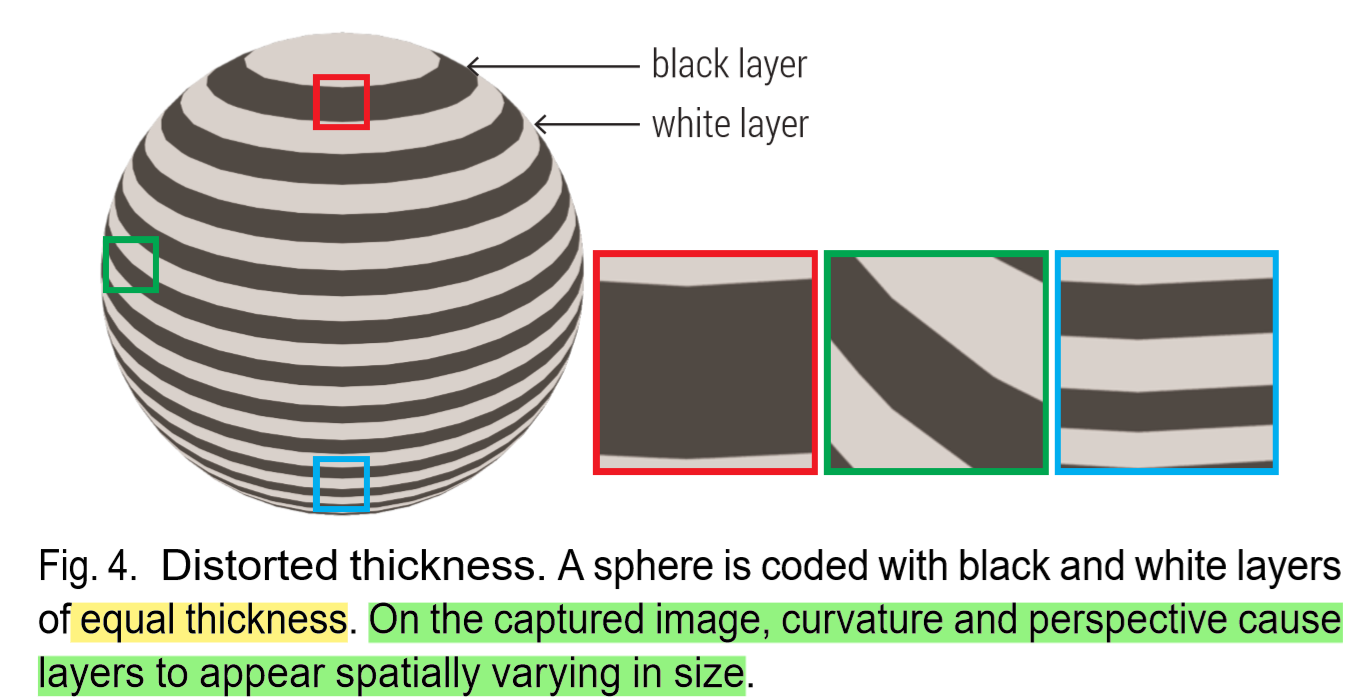 black layer
white layer
Fig. 4. Distorted thickness. A sphere is coded with black and white layers
of equal thickness. On the captured image, curvature and perspective cause
layers to appear spatially varying in size.